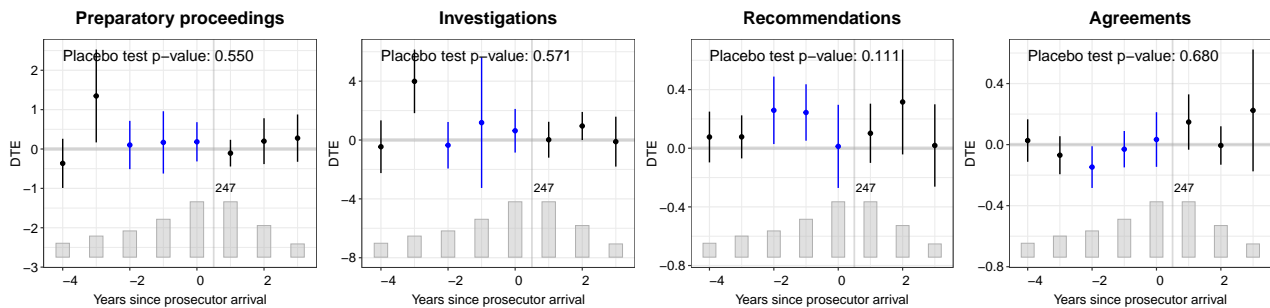 Preparatory proceedings
Placebo test p−value: 0.550
2
1
0
−1
−2
−3
DTE
247
−4
−2
0
2
Years since prosecutor arrival
Investigations
Placebo test p−value: 0.571
4
0
−4
−8
DTE
247
−4
−2
0
2
Years since prosecutor arrival
Recommendations
Placebo test p−value: 0.111
0.4
0.0
−0.4
−0.8
DTE
247
−4
−2
0
2
Years since prosecutor arrival
Agreements
Placebo test p−value: 0.680
0.4
0.0
−0.4
−0.8
DTE
247
−4
−2
0
2
Years since prosecutor arrival